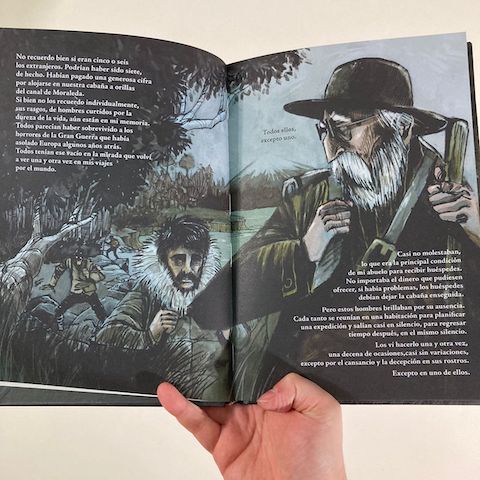 No recuerdo bien si eran cinco o seis
los extranjeros. Podrían haber sido siete,
de hecho. Habían pagado una generosa cifra
por alojarse en nuestra cabaña a orillas
del canal de Moraleda.
Si bien no los recuerdo individualmente,
sus rasgos, de hombres curtidos por la
dureza de la vida, aún están en mi memoria.
Todos parecían haber sobrevivido a los
horrores de la Gran Guerra que había
asolado Europa algunos años atrás.
Todos tenían ese vacío en la mirada que volví
a ver una y otra vez en mis viajes
por el mundo.
Todos ellos,
excepto uno.
Casi no molestaban,
lo que era la principal condición
de mi abuelo para recibir huéspedes.
No importaba el dinero que pudiesen
ofrecer, si había problemas, los huéspedes
debían dejar la cabaña enseguida.
Pero estos hombres brillaban por su ausencia.
Cada tanto se reunían en una habitación para planificar
una expedición y salían casi en silencio, para regresar
tiempo después, en el mismo silencio.
Los vi hacerlo una y otra vez,
una decena de ocasiones,casi sin variaciones,
excepto por el cansancio y la decepción en sus rostros.
Excepto en uno de ellos.